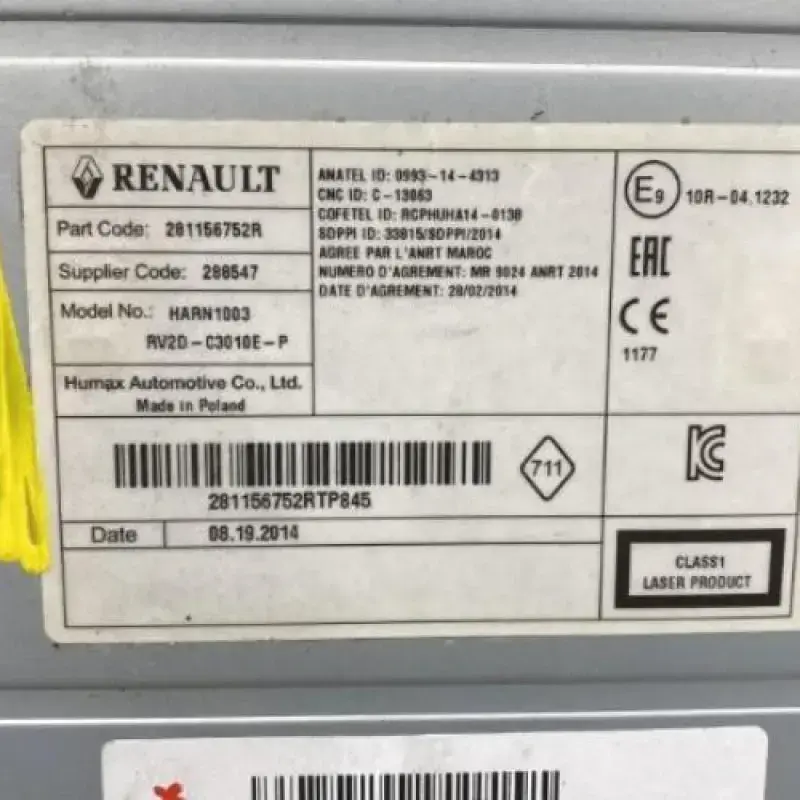 RENAULT
Part Code: 281156752R
Supplier Code: 286547
Model No.: HARN1003
RV2D-C3010E-P
Humax Automotive Co., Ltd.
Made in Poland
ANATEL ID: 0993-14-4313
CNC ID: C-13063
COFETEL ID: RCPHUHA14-0138
SDPPI ID: 33815/SDPPI/2014
AGREE PAR L'ANRT MAROC
NUMERO D'AGREMENT: MR 9024 ANRT 2014
DATE D'AGREMENT: 28/02/2014
E9 10R-04.1232
EAC
CE
1177
281156752RTP845
711
KC
Date 08.19.2014
CLASS1
LASER PRODUCT